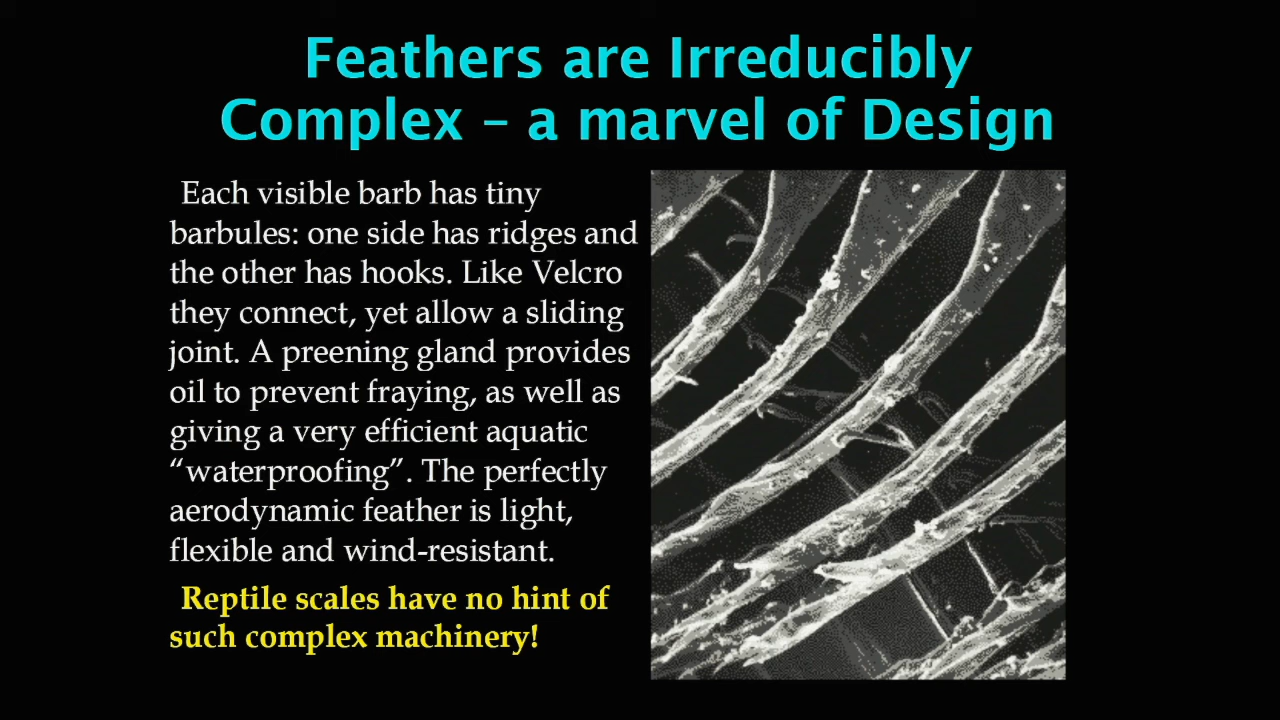 Feathers are Irreducibly
Complex – a marvel of Design
Each visible barb has tiny
barbules: one side has ridges and
the other has hooks. Like Velcro
they connect, yet allow a sliding
joint. A preening gland provides
oil to prevent fraying, as well as
giving a very efficient aquatic
“waterproofing”. The perfectly
aerodynamic feather is light,
flexible and wind-resistant.
Reptile scales have no hint of
such complex machinery!